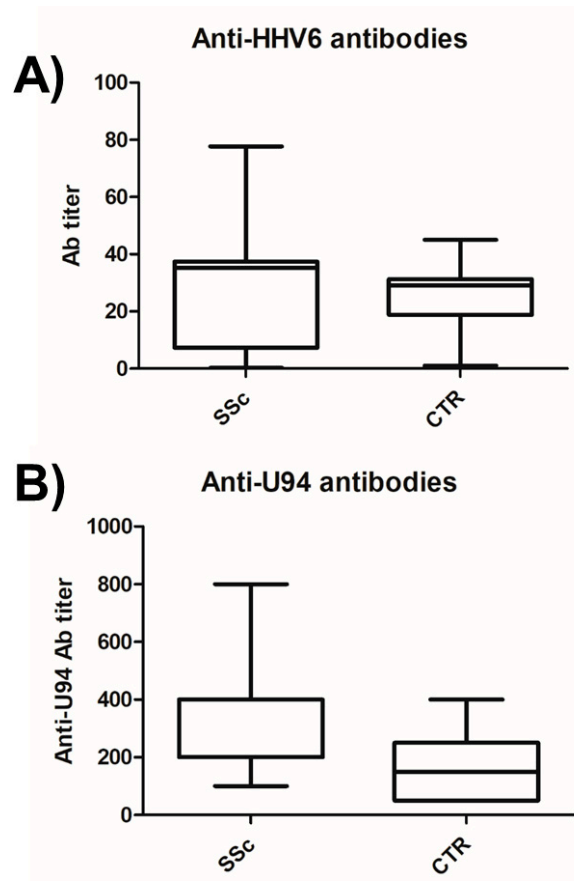 Anti-HHV6 antibodies
A)
100
80
60
40
20
0
Ab titer
SSc
CTR
Anti-U94 antibodies
B)
1000
800
600
400
200
0
Anti-U94 Ab titer
SSc
CTR